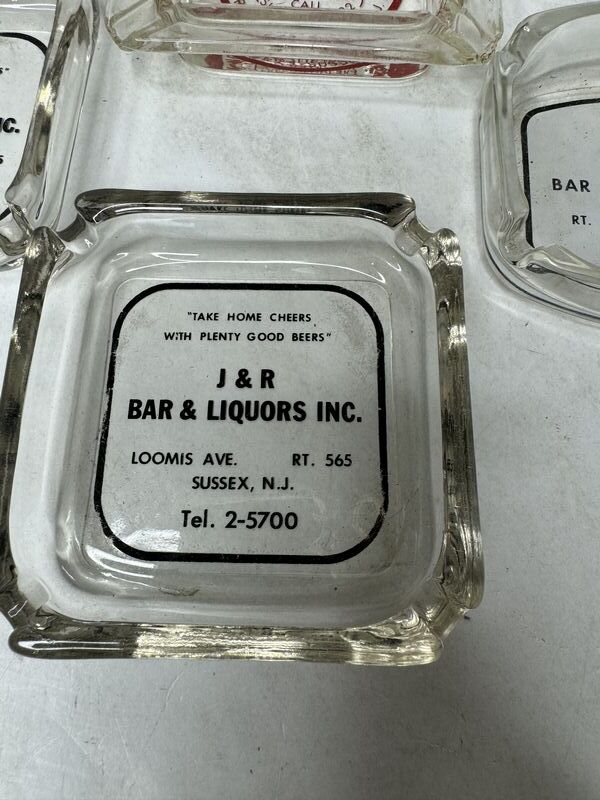 CALL
C.
"TAKE HOME CHEERS
WITH PLENTY GOOD BEERS"
J & R
BAR & LIQUORS INC.
LOOMIS AVE. RT. 565
SUSSEX, N.J.
Tel. 2-5700
BAR
RT.